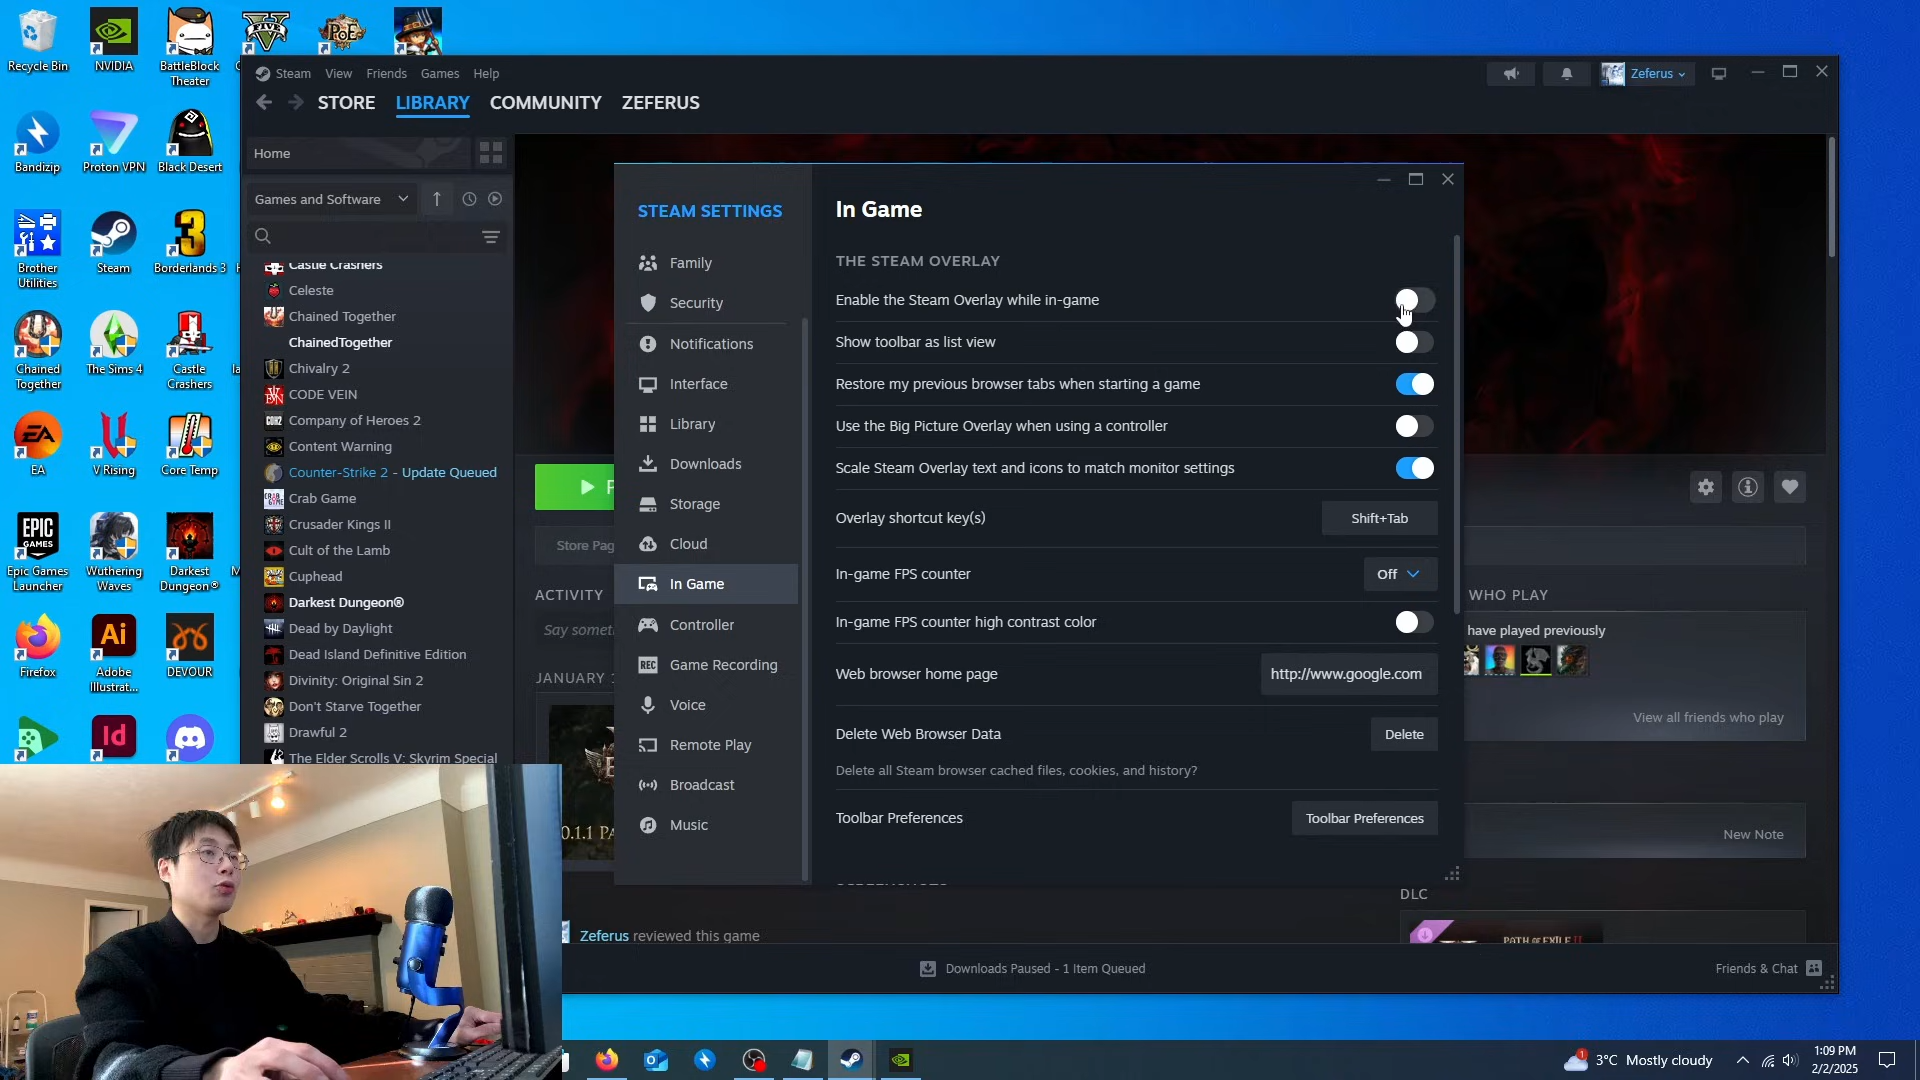 Recycle Bin
NVIDIA
BattleBlock
Theater
Bandizip
Proton VPN
Black Desert
Brother
Utilities
Steam
Borderlands 3
Chained
Together
The Sims 4
Castle
Crashers
EA
V Rising
Core Temp
Epic Games
Launcher
Wuthering
Waves
Darkest
Dungeon®
Firefox
Adobe
Illustrat...
DEVOUR
Steam View Friends Games Help
Zeferus
STORE LIBRARY COMMUNITY ZEFERUS
Home
Games and Software
Castle Crashers
Celeste
Chained Together
ChainedTogether
Chivalry 2
CODE VEIN
Company of Heroes 2
Content Warning
Counter-Strike 2 - Update Queued
Crab Game
Crusader Kings II
Cult of the Lamb
Cuphead
Darkest Dungeon®
Dead by Daylight
Dead Island Definitive Edition
Divinity: Original Sin 2
Don't Starve Together
Drawful 2
The Elder Scrolls V: Skyrim Special
STEAM SETTINGS
Family
Security
Notifications
Interface
Library
Downloads
Storage
Cloud
In Game
Controller
REC Game Recording
Voice
Remote Play
Broadcast
Music
In Game
THE STEAM OVERLAY
Enable the Steam Overlay while in-game
Show toolbar as list view
Restore my previous browser tabs when starting a game
Use the Big Picture Overlay when using a controller
Scale Steam Overlay text and icons to match monitor settings
Overlay shortcut key(s) Shift+Tab
In-game FPS counter Off
In-game FPS counter high contrast color
Web browser home page http://www.google.com
Delete Web Browser Data Delete
Delete all Steam browser cached files, cookies, and history?
Toolbar Preferences Toolbar Preferences
Store Pag
ACTIVITY
Say somet
JANUARY
0.1.1 PA
Zeferus reviewed this game
WHO PLAY
have played previously
View all friends who play
New Note
DLC
PATH OF EXILE II
Downloads Paused - 1 Item Queued
Friends & Chat
3°C Mostly cloudy
1:09 PM
2/2/2025